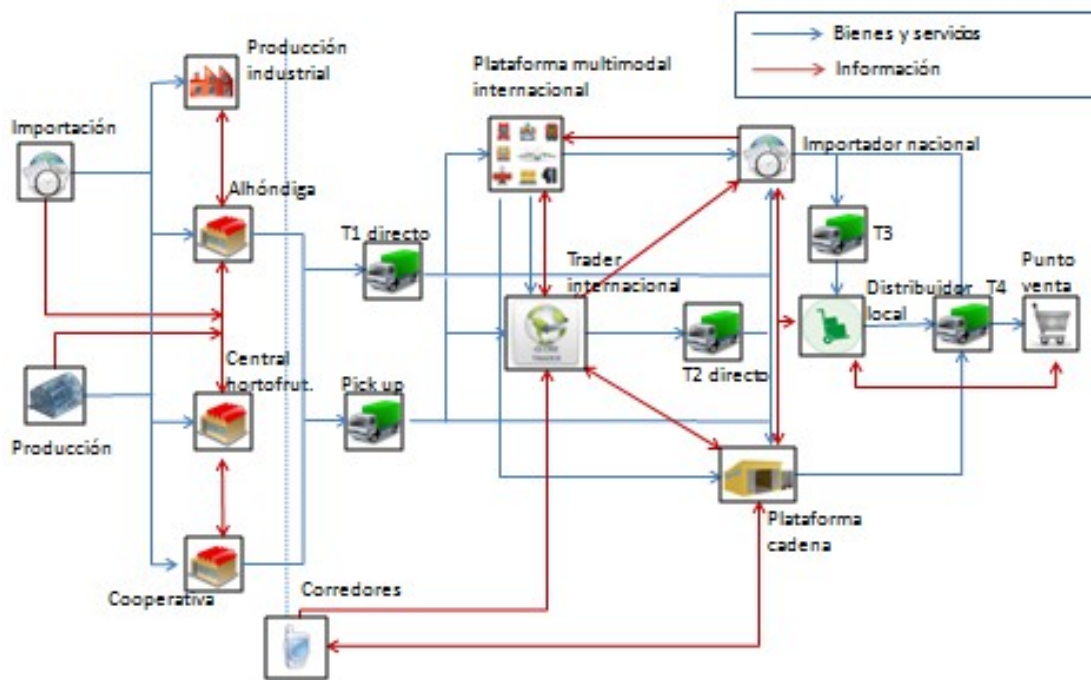 Bienes y servicios
Información
Producción
industrial
Plataforma multimodal
internacional
Importación
Importador nacional
Alhóndiga
T1 directo
T3
Trader
internacional
Punto
venta
Distribuidor
local
T4
Central
hortofrut.
Pick up
T2 directo
Producción
Plataforma
cadena
Cooperativa
Corredores